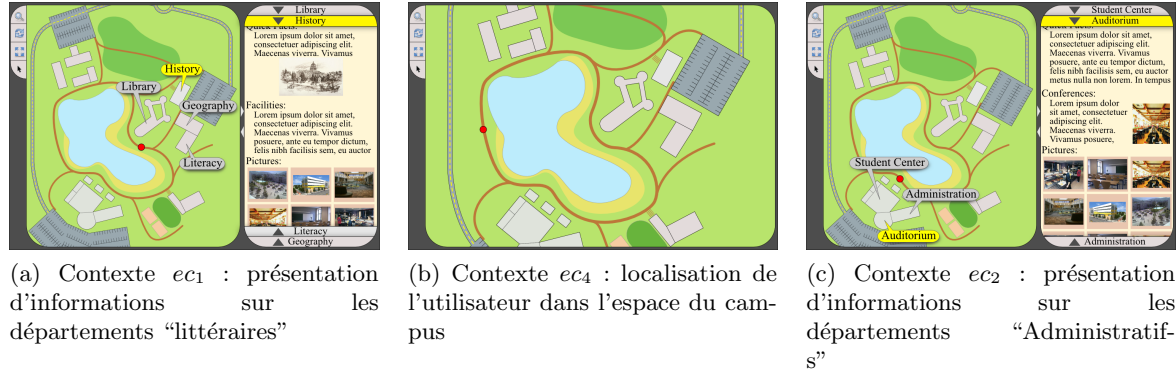 Library
History
Quick Facts:
Lorem ipsum dolor sit amet,
consectetuer adipiscing elit.
Maecenas viverra. Vivamus
Facilities:
Lorem ipsum dolor sit amet,
consectetuer adipiscing elit.
Maecenas viverra. Vivamus
posuere, ante eu tempor dictum,
felis nibh facilisis sem, eu auctor
Pictures:
Literacy
Geography
History
Library
Geography
Literacy
Student Center
Auditorium
Lorem ipsum dolor sit amet,
consectetuer adipiscing elit.
Maecenas viverra. Vivamus
posuere, ante eu tempor dictum,
felis nibh facilisis sem, eu auctor
metus nulla non lorem. In tempus
Conferences:
Lorem ipsum dolor
sit amet,
consectetuer
adipiscing elit.
Maecenas viverra.
Vivamus posuere,
Pictures:
Administration
Student Center
Administration
Auditorium
(a) Contexte ec1 : présentation
d'informations sur les
départements “littéraires”
(b) Contexte ec4 : localisation de
l'utilisateur dans l'espace du cam-
pus
(c) Contexte ec2 : présentation
d'informations sur les
départements “Administratif-
s”